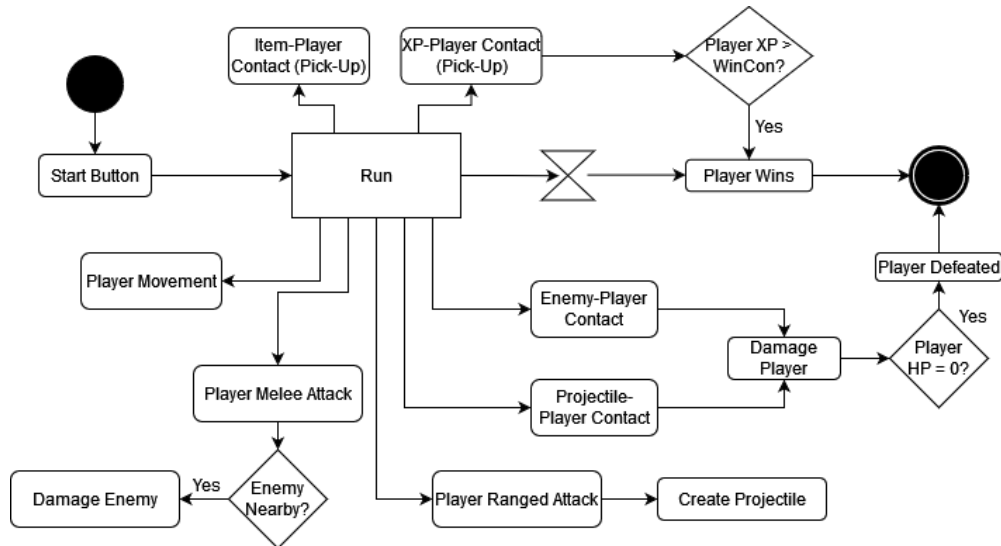 Item-Player
Contact (Pick-Up)
XP-Player Contact
(Pick-Up)
Player XP >
WinCon?
Yes
Start Button
Run
Player Wins
Player Movement
Enemy-Player
Contact
Player Defeated
Yes
Damage
Player
Player
HP = 0?
Player Melee Attack
Projectile-
Player Contact
Damage Enemy
Yes
Enemy
Nearby?
Player Ranged Attack
Create Projectile